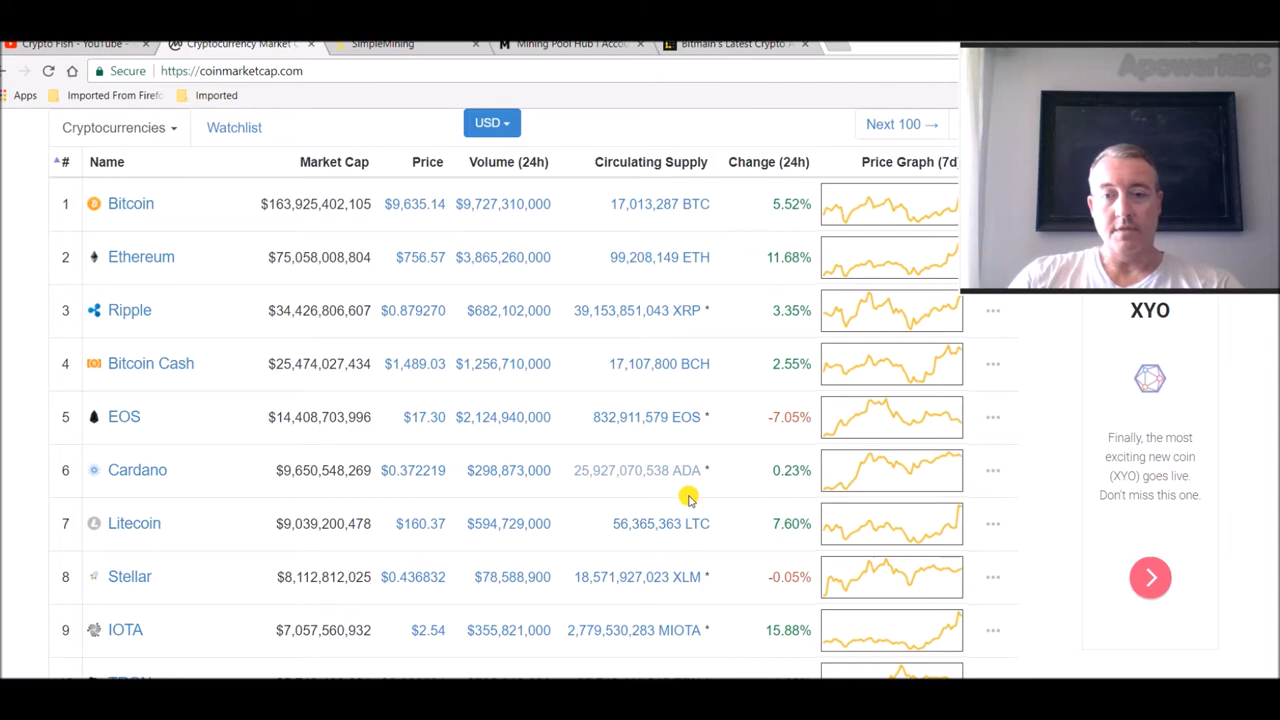 Crypto Fish - YouTube - Cryptocurrency Market C SimpleMining Mining Pool Hub | Accou Bitmain's Latest Crypto A
ApowerREC
Secure https://coinmarketcap.com
Apps Imported From Firefo Imported
Cryptocurrencies Watchlist USD Next 100 →
# Name Market Cap Price Volume (24h) Circulating Supply Change (24h) Price Graph (7d
1 Bitcoin $163,925,402,105 $9,635.14 $9,727,310,000 17,013,287 BTC 5.52%
2 Ethereum $75,058,008,804 $756.57 $3,865,260,000 99,208,149 ETH 11.68%
3 Ripple $34,426,806,607 $0.879270 $682,102,000 39,153,851,043 XRP * 3.35%
4 Bitcoin Cash $25,474,027,434 $1,489.03 $1,256,710,000 17,107,800 BCH 2.55%
5 EOS $14,408,703,996 $17.30 $2,124,940,000 832,911,579 EOS * -7.05%
6 Cardano $9,650,548,269 $0.372219 $298,873,000 25,927,070,538 ADA * 0.23%
7 Litecoin $9,039,200,478 $160.37 $594,729,000 56,365,363 LTC 7.60%
8 Stellar $8,112,812,025 $0.436832 $78,588,900 18,571,927,023 XLM * -0.05%
9 IOTA $7,057,560,932 $2.54 $355,821,000 2,779,530,283 MIOTA * 15.88%
XYO
Finally, the most
exciting new coin
(XYO) goes live.
Don't miss this one.